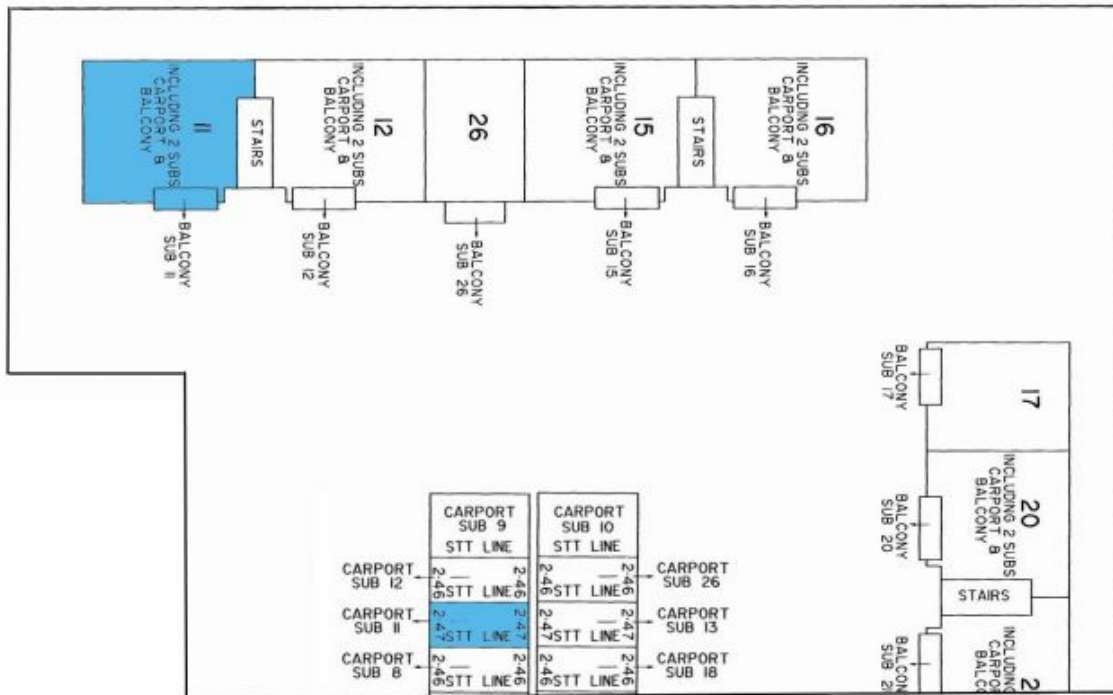 11
INCLUDING 2 SUBS
CARPORT &
BALCONY
STAIRS
12
INCLUDING 2 SUBS
CARPORT &
BALCONY
26
15
INCLUDING 2 SUBS
CARPORT &
BALCONY
STAIRS
16
INCLUDING 2 SUBS
CARPORT &
BALCONY
BALCONY
SUB 11
BALCONY
SUB 12
BALCONY
SUB 26
BALCONY
SUB 15
BALCONY
SUB 16
BALCONY
SUB 17
17
BALCONY
SUB 20
20
INCLUDING 2 SUBS
CARPORT &
BALCONY
STAIRS
CARPORT
SUB 9
STT LINE
CARPORT
SUB 10
STT LINE
CARPORT
SUB 12
2·46
STT LINE
2·46
2·46
STT LINE
2·46
CARPORT
SUB 26
CARPORT
SUB 11
2·47
STT LINE
2·47
2·47
STT LINE
2·47
CARPORT
SUB 13
CARPORT
SUB 8
2·46
STT LINE
2·46
2·46
STT LINE
2·46
CARPORT
SUB 18
BALCON
SUB 2
2
INCLUDING
CARPORT